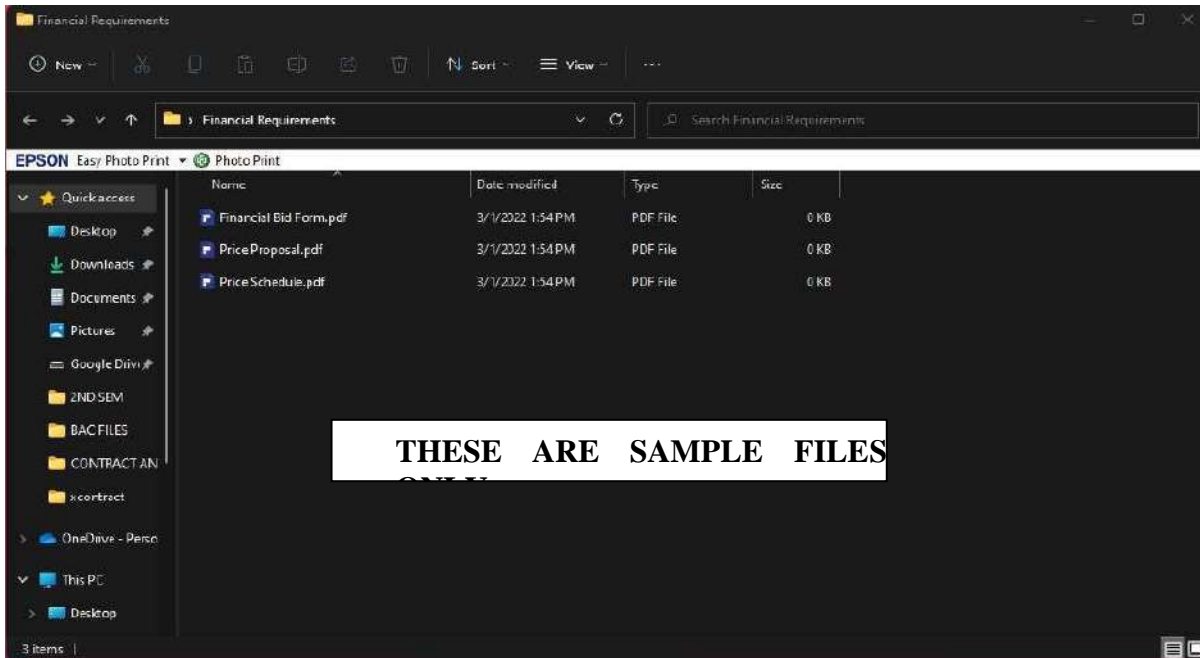 Financial Requirements
New Sort View ...
Financial Requirements Search Financial Requirements
EPSON Easy Photo Print Photo Print
Name Date modified Type Size
Quick access
Financial Bid Form.pdf 3/1/2022 1:54 PM PDF File 0 KB
Desktop
Price Proposal.pdf 3/1/2022 1:54 PM PDF File 0 KB
Downloads
Price Schedule.pdf 3/1/2022 1:54 PM PDF File 0 KB
Documents
Pictures
Google Driv
2ND SEM
BAC FILES
CONTRACT AN
xcontract
THESE ARE SAMPLE FILES
ONLY
OneDrive - Perso
This PC
Desktop
3 items